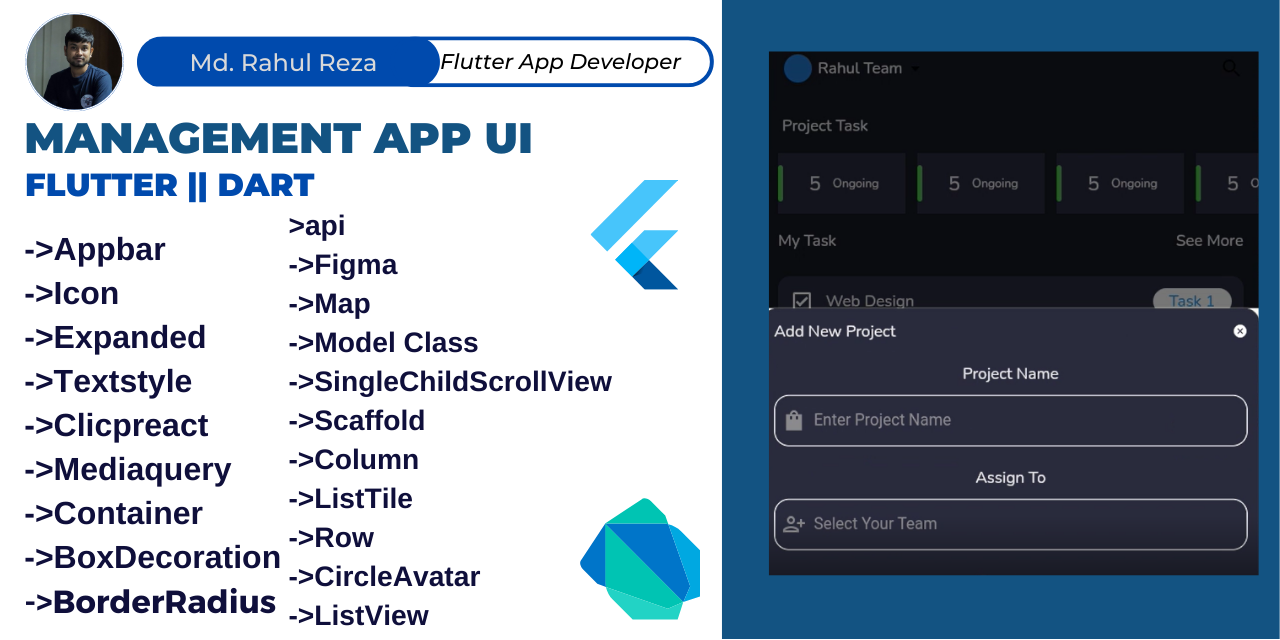 Md. Rahul Reza
Flutter App Developer
MANAGEMENT APP UI
FLUTTER || DART
->Appbar
->Icon
->Expanded
->Textstyle
->Clicpreact
->Mediaquery
->Container
->BoxDecoration
->BorderRadius
>api
->Figma
->Map
->Model Class
->SingleChildScrollView
->Scaffold
->Column
->ListTile
->Row
->CircleAvatar
->ListView
Rahul Team
Project Task
5 Ongoing
5 Ongoing
5 Ongoing
5 O
My Task See More
Web Design Task 1
Add New Project
Project Name
Enter Project Name
Assign To
Select Your Team